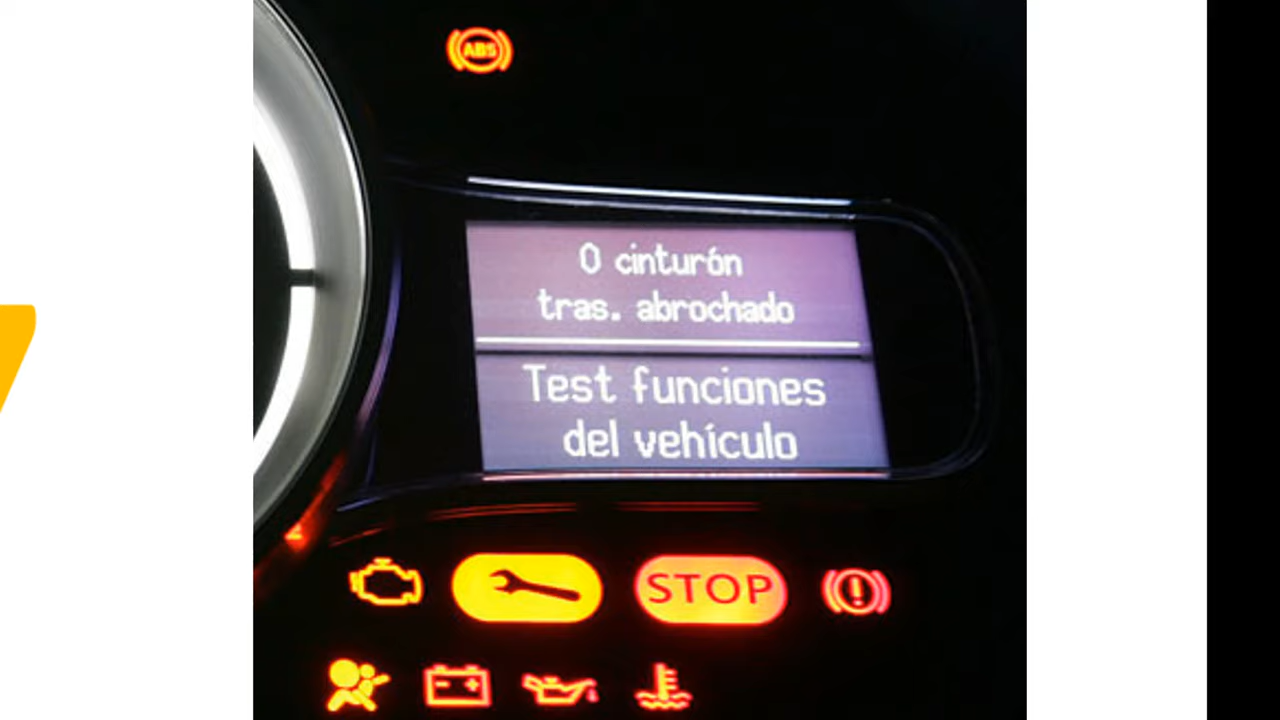 ABS
0 cinturón
tras. abrochado
Test funciones
del vehículo
STOP